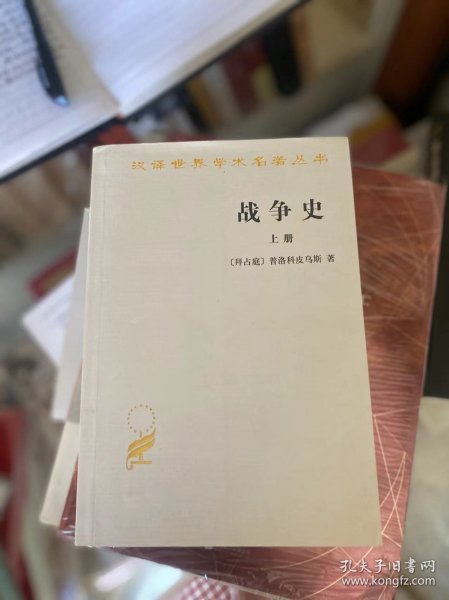 汉译世界学术名著丛书
战争史
上册
〔拜占庭〕普洛科皮乌斯 著
孔夫子旧书网
www.kongfz.com